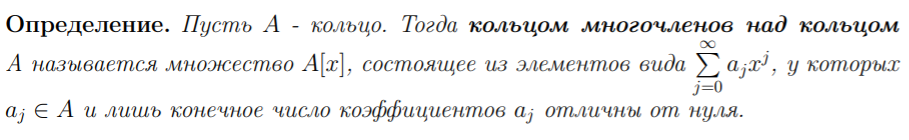 Определение. Пусть A - кольцо. Тогда кольцом многочленов над кольцом
A называется множество A[x], состоящее из элементов вида $\sum_{j=0}^{\infty} a_j x^j$, у которых
$a_j \in A$ и лишь конечное число коэффициентов $a_j$ отличны от нуля.